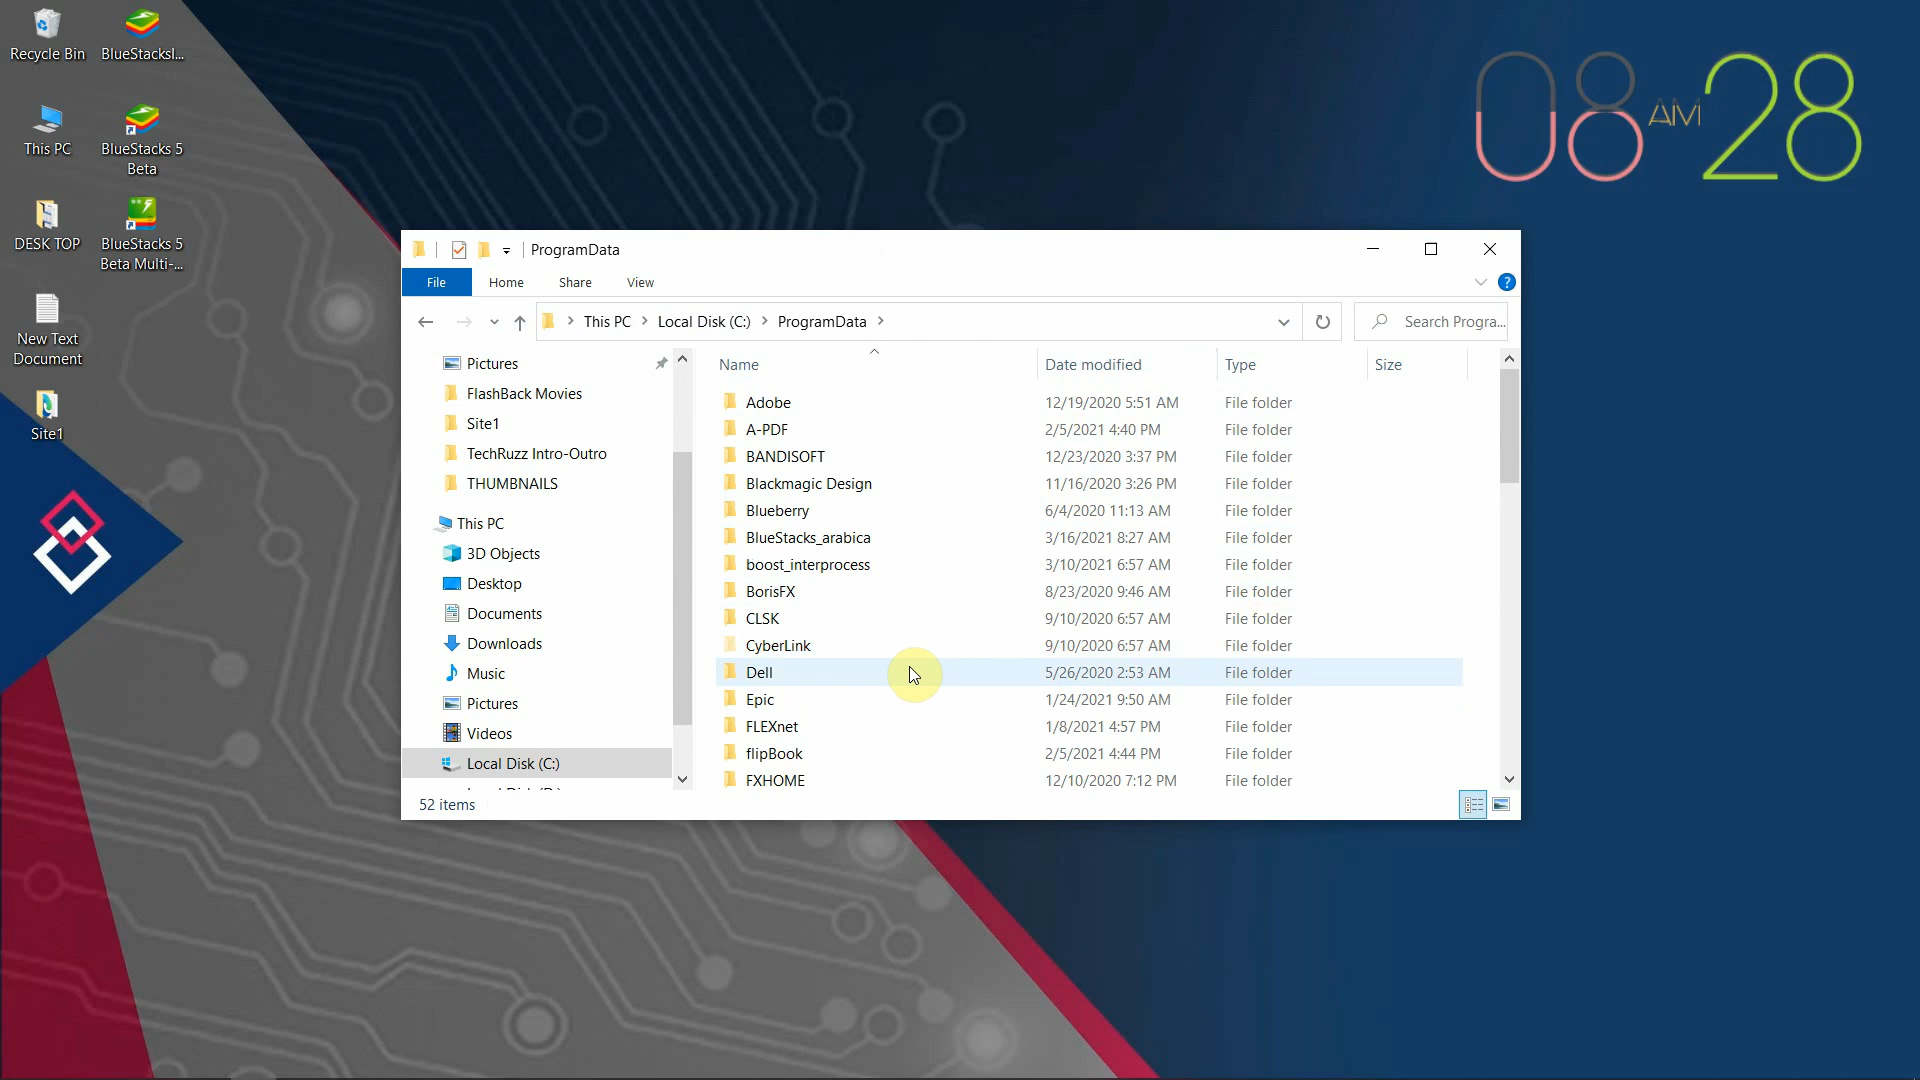 Recycle Bin
BlueStacksI...
This PC
BlueStacks 5
Beta
DESK TOP
BlueStacks 5
Beta Multi-...
New Text
Document
Site1
08 AM 28
ProgramData
File Home Share View
This PC Local Disk (C:) ProgramData
Search Progra...
Pictures
FlashBack Movies
Site1
TechRuzz Intro-Outro
THUMBNAILS
This PC
3D Objects
Desktop
Documents
Downloads
Music
Pictures
Videos
Local Disk (C:)
Name Date modified Type Size
Adobe 12/19/2020 5:51 AM File folder
A-PDF 2/5/2021 4:40 PM File folder
BANDISOFT 12/23/2020 3:37 PM File folder
Blackmagic Design 11/16/2020 3:26 PM File folder
Blueberry 6/4/2020 11:13 AM File folder
BlueStacks_arabica 3/16/2021 8:27 AM File folder
boost_interprocess 3/10/2021 6:57 AM File folder
BorisFX 8/23/2020 9:46 AM File folder
CLSK 9/10/2020 6:57 AM File folder
CyberLink 9/10/2020 6:57 AM File folder
Dell 5/26/2020 2:53 AM File folder
Epic 1/24/2021 9:50 AM File folder
FLEXnet 1/8/2021 4:57 PM File folder
flipBook 2/5/2021 4:44 PM File folder
FXHOME 12/10/2020 7:12 PM File folder
52 items